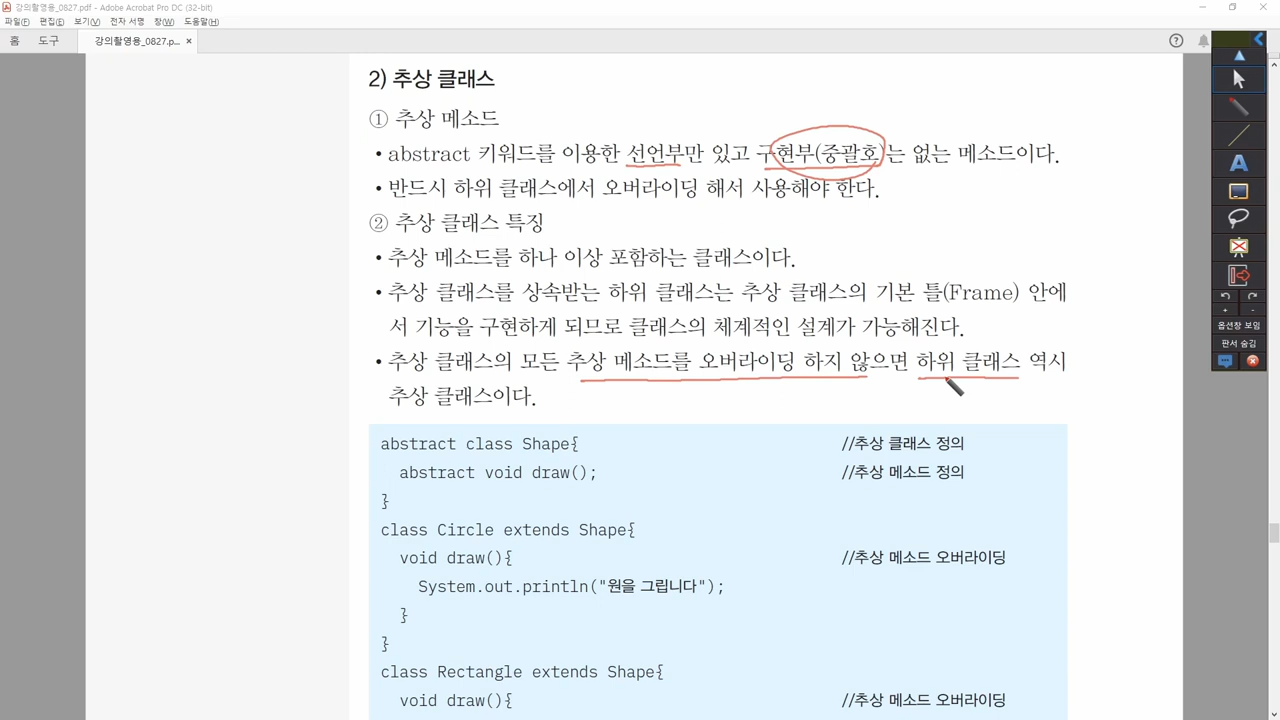 강의촬영용_0827.pdf - Adobe Acrobat Pro DC (32-bit)
파일(F) 편집(E) 보기(V) 전자 서명 창(W) 도움말(H)
홈 도구 강의촬영용_0827.p... ×
2) 추상 클래스
① 추상 메소드
• abstract 키워드를 이용한 선언부만 있고 구현부(중괄호)는 없는 메소드이다.
• 반드시 하위 클래스에서 오버라이딩 해서 사용해야 한다.
② 추상 클래스 특징
• 추상 메소드를 하나 이상 포함하는 클래스이다.
• 추상 클래스를 상속받는 하위 클래스는 추상 클래스의 기본 틀(Frame) 안에
서 기능을 구현하게 되므로 클래스의 체계적인 설계가 가능해진다.
• 추상 클래스의 모든 추상 메소드를 오버라이딩 하지 않으면 하위 클래스 역시
추상 클래스이다.
abstract class Shape{ //추상 클래스 정의
abstract void draw(); //추상 메소드 정의
}
class Circle extends Shape{
void draw(){ //추상 메소드 오버라이딩
System.out.println("원을 그립니다");
}
}
class Rectangle extends Shape{
void draw(){ //추상 메소드 오버라이딩
A
+ -
옵션창 보임
판서 숨김